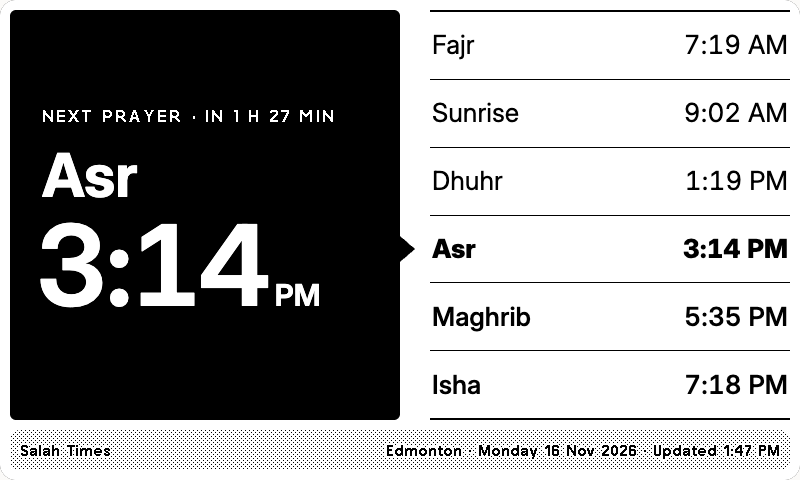 NEXT PRAYER · IN 1 H 27 MIN
Asr
3:14 PM
Fajr 7:19 AM
Sunrise 9:02 AM
Dhuhr 1:19 PM
Asr 3:14 PM
Maghrib 5:35 PM
Isha 7:18 PM
Salah Times
Edmonton · Monday 16 Nov 2026 · Updated 1:47 PM